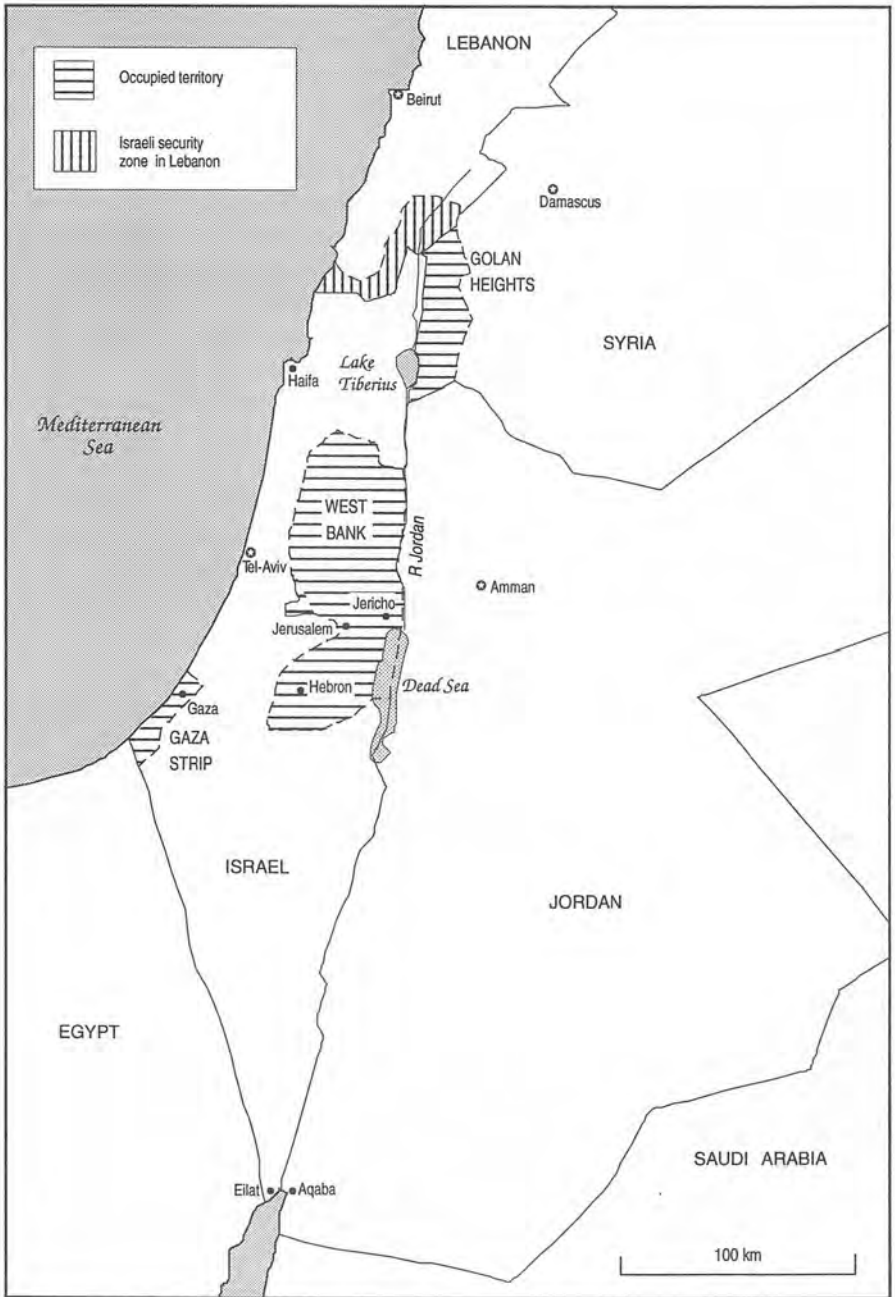 LEBANON
Occupied territory
Beirut
Israeli security
zone in Lebanon
Damascus
GOLAN
HEIGHTS
SYRIA
Lake
Tiberius
Haifa
Mediterranean
Sea
WEST
BANK
R Jordan
Tel-Aviv
Amman
Jericho
Jerusalem
Hebron
Dead Sea
Gaza
GAZA
STRIP
ISRAEL
JORDAN
EGYPT
SAUDI ARABIA
Eilat
Aqaba
100 km